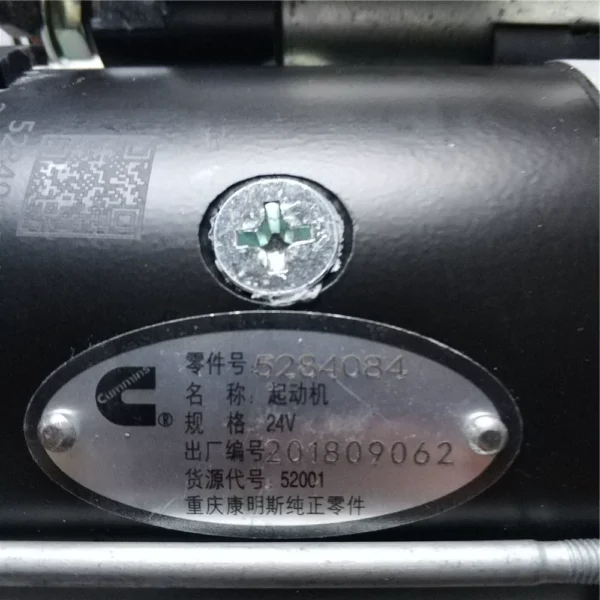 Cummins
®
零件号 5284084
名 称: 起动机
规 格: 24V
出厂编号 201809062
货源代号: 52001
重庆康明斯纯正零件